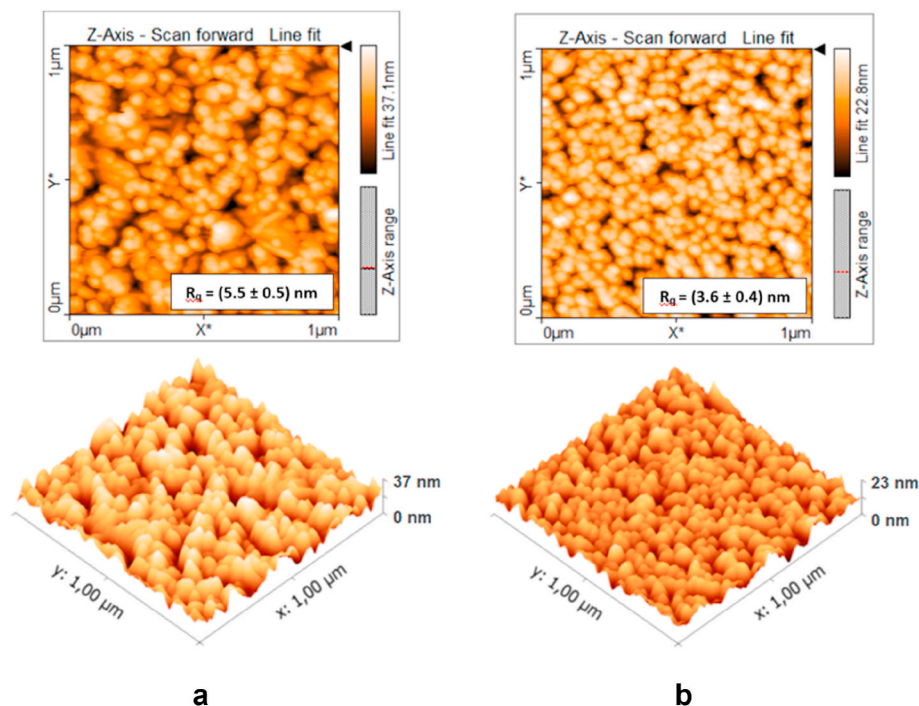 Z-Axis - Scan forward Line fit
1µm
Y*
0µm
Line fit 37.1nm
Z-Axis range
R_q = (5.5 ± 0.5) nm
0µm X* 1µm
Z-Axis - Scan forward Line fit
1µm
Y*
0µm
Line fit 22.8nm
Z-Axis range
R_q = (3.6 ± 0.4) nm
0µm X* 1µm
37 nm
0 nm
y: 1,00 µm
x: 1,00 µm
23 nm
0 nm
y: 1,00 µm
x: 1,00 µm
a
b